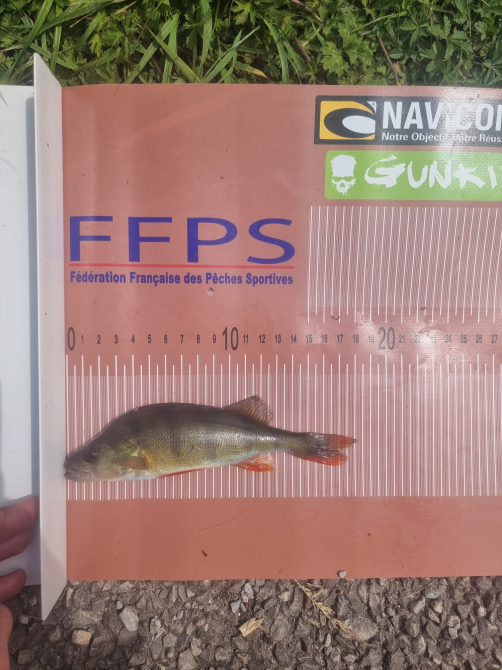 NAVICOM
Notre Objectif Votre Réus
GUNKI
FFPS
Fédération Française des Pêches Sportives
0 1 2 3 4 5 6 7 8 9 10 11 12 13 14 15 16 17 18 19 20 21 22 23 24 25 26 27